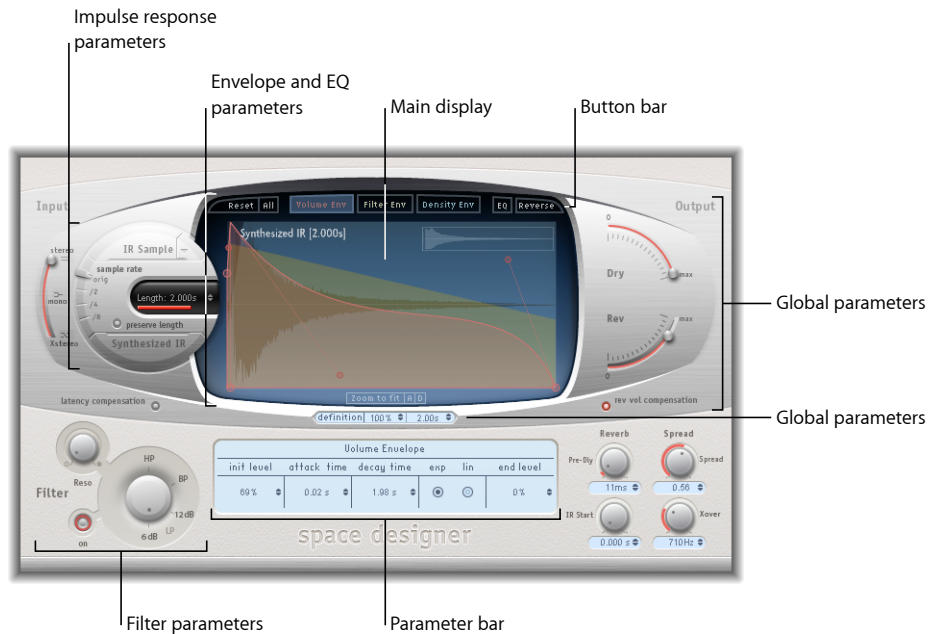 Impulse response
parameters
Envelope and EQ
parameters
Main display
Button bar
Input
Reset All Volume Env Filter Env Density Env EQ Reverse
Output
Synthesized IR [2.000s]
stereo
mono
Xstereo
IR Sample
sample rate
orig
/2
/4
/8
Length: 2.000s
preserve length
Synthesized IR
0
Dry
max
Rev
max
0
Global parameters
Zoom to fit A D
latency compensation
definition 100% 2.00s
rev vol compensation
Global parameters
Reso
Filter
on
HP
BP
12dB
LP
6dB
Volume Envelope
init level attack time decay time exp lin end level
69% 0.02 s 1.98 s 0%
space designer
Reverb Spread
Pre-Dly
11ms
Spread
0.56
IR Start
0.000 s
Xover
710Hz
Filter parameters
Parameter bar